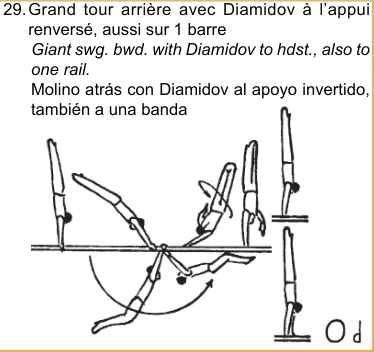 29. Grand tour arrière avec Diamidov à l'appui
renversé, aussi sur 1 barre
Giant swg. bwd. with Diamidov to hdst., also to
one rail.
Molino atrás con Diamidov al apoyo invertido,
también a una banda
O d